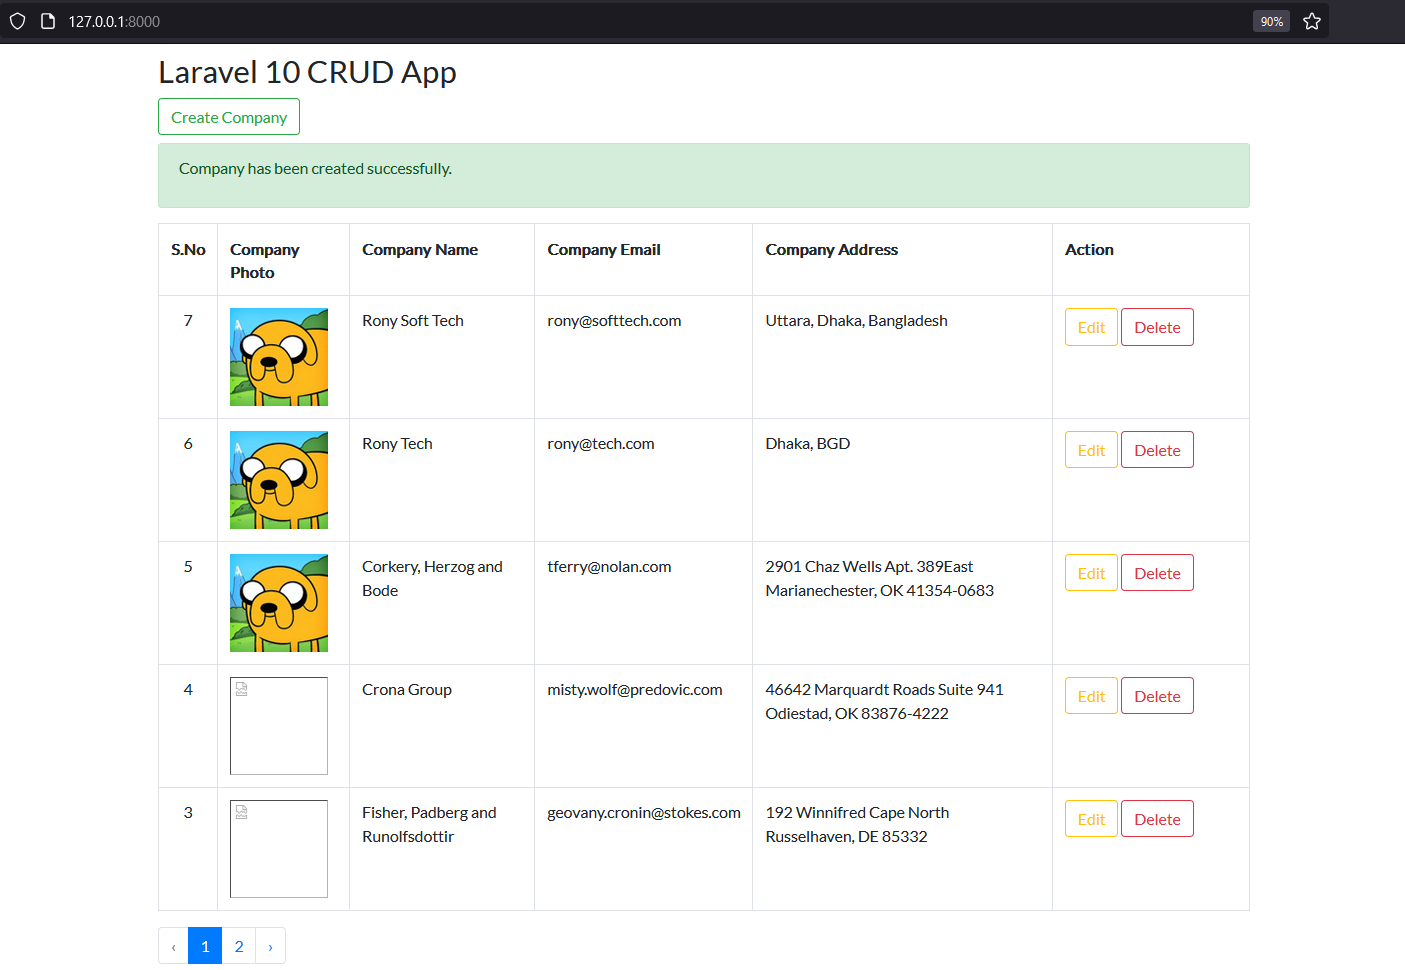 127.0.0.1:8000
90%
Laravel 10 CRUD App
Create Company
Company has been created successfully.
S.No Company Photo Company Name Company Email Company Address Action
7 Rony Soft Tech rony@softtech.com Uttara, Dhaka, Bangladesh Edit Delete
6 Rony Tech rony@tech.com Dhaka, BGD Edit Delete
5 Corkery, Herzog and tferry@nolan.com 2901 Chaz Wells Apt. 389East Edit Delete
Bode Marianechester, OK 41354-0683
4 Crona Group misty.wolf@predovic.com 46642 Marquardt Roads Suite 941 Edit Delete
Odiestad, OK 83876-4222
3 Fisher, Padberg and geovany.cronin@stokes.com 192 Winnifred Cape North Edit Delete
Runolfsdottir Russelhaven, DE 85332
‹ 1 2 ›